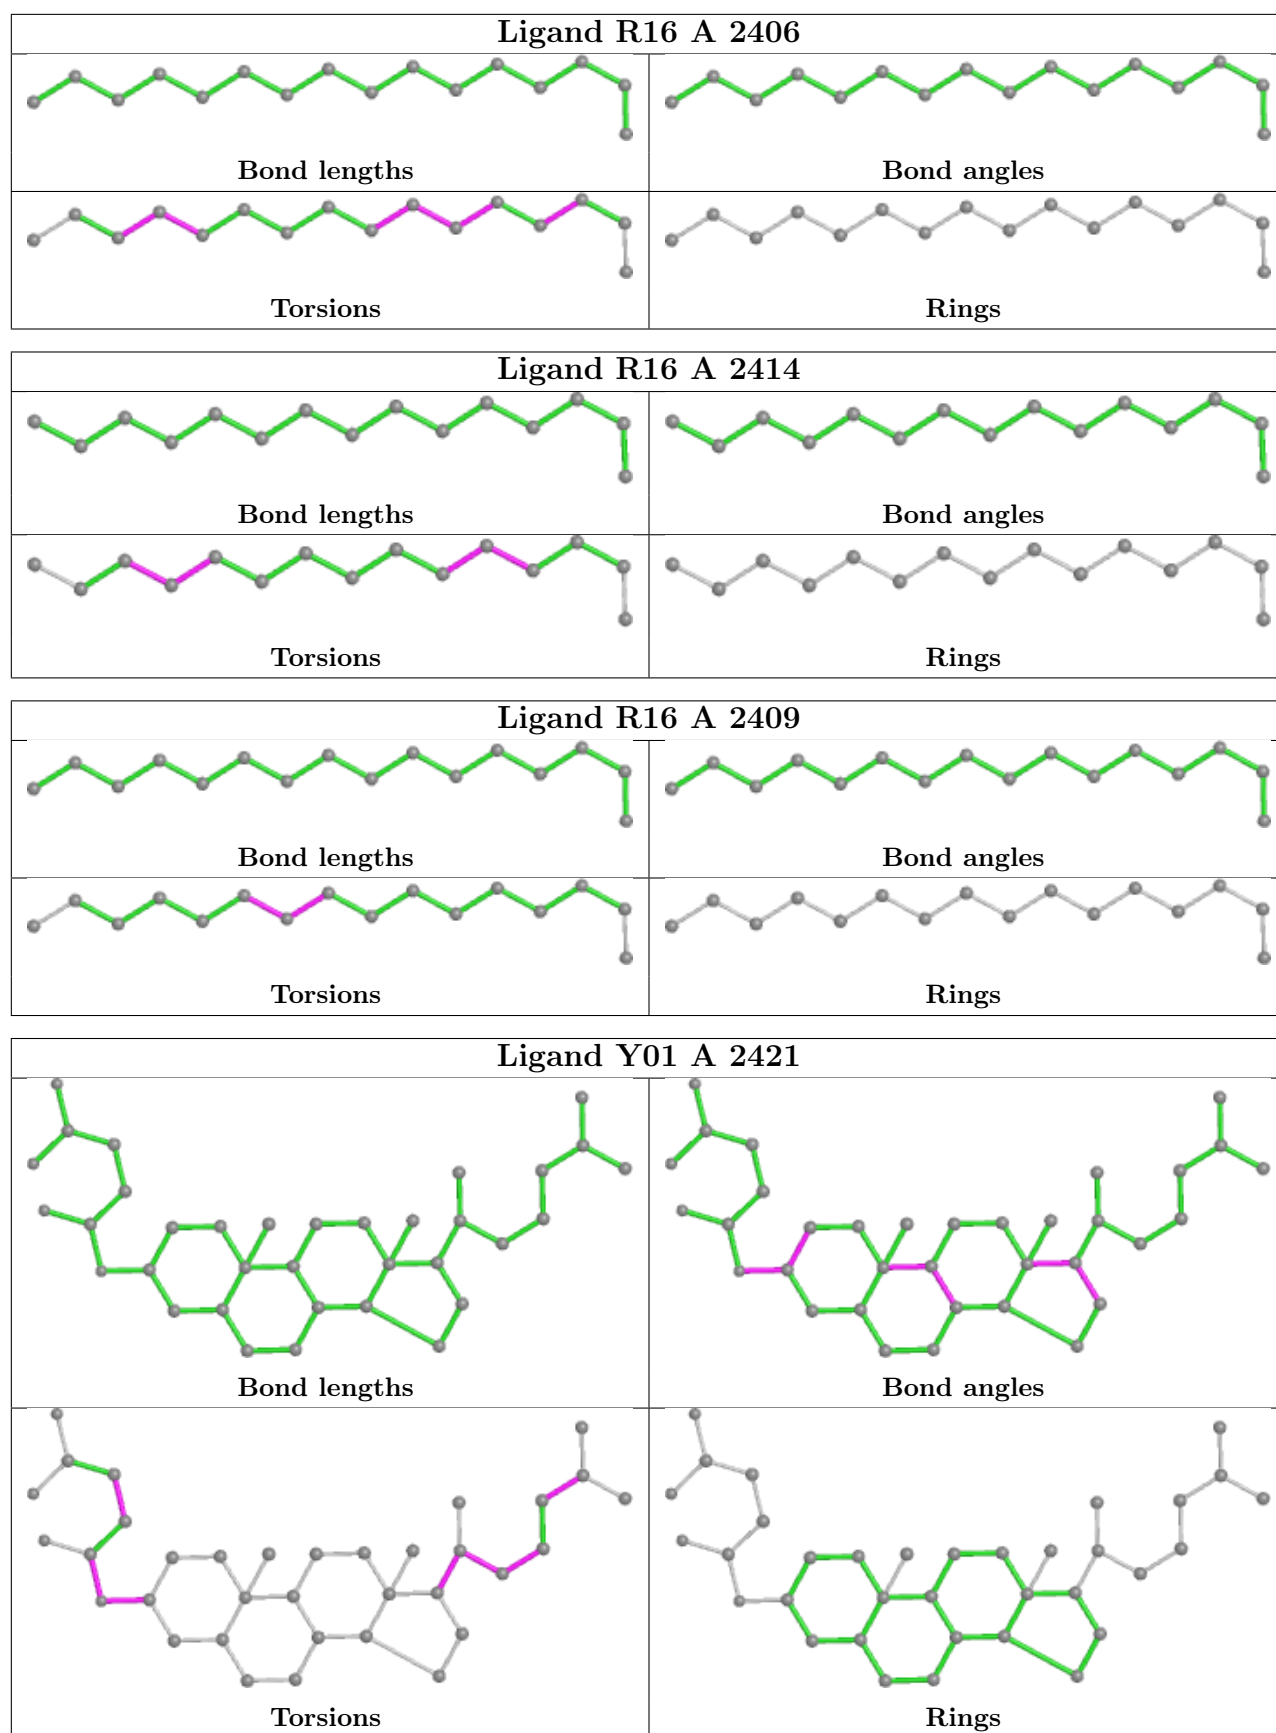 Ligand R16 A 2406
Bond lengths
Bond angles
Torsions
Rings
Ligand R16 A 2414
Bond lengths
Bond angles
Torsions
Rings
Ligand R16 A 2409
Bond lengths
Bond angles
Torsions
Rings
Ligand Y01 A 2421
Bond lengths
Bond angles
Torsions
Rings